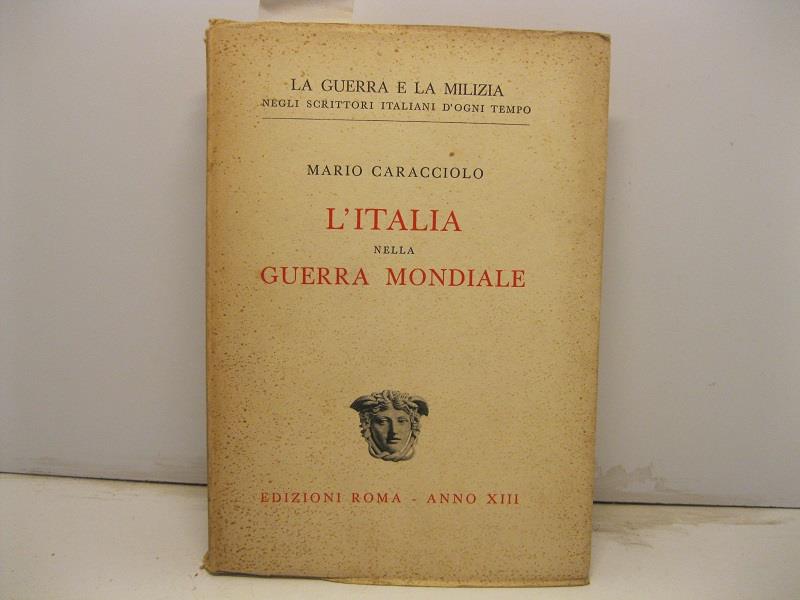 LA GUERRA E LA MILIZIA
NEGLI SCRITTORI ITALIANI D'OGNI TEMPO
MARIO CARACCIOLO
L'ITALIA
NELLA
GUERRA MONDIALE
EDIZIONI ROMA - ANNO XIII